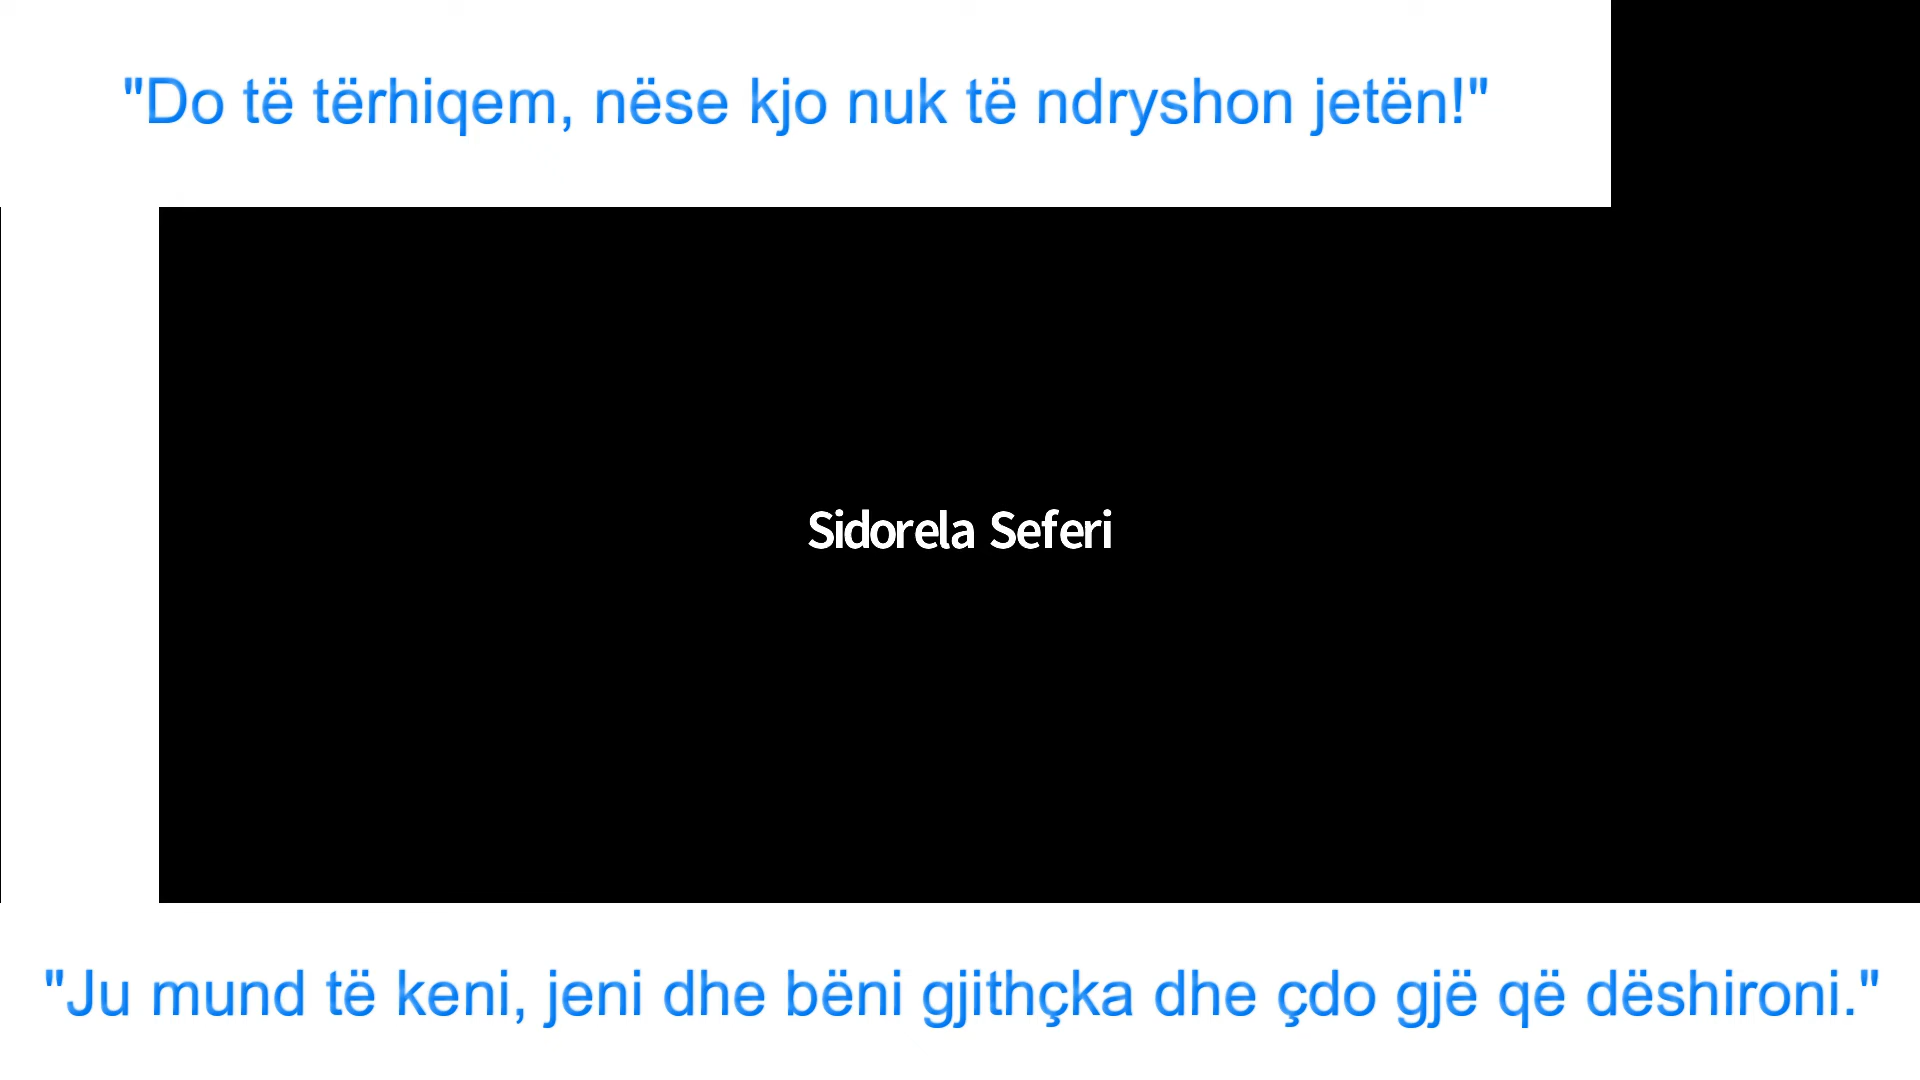 "Do të tërhiqem, nëse kjo nuk të ndryshon jetën!"
Sidorela Seferi
"Ju mund të keni, jeni dhe bëni gjithçka dhe çdo gjë që dëshironi."